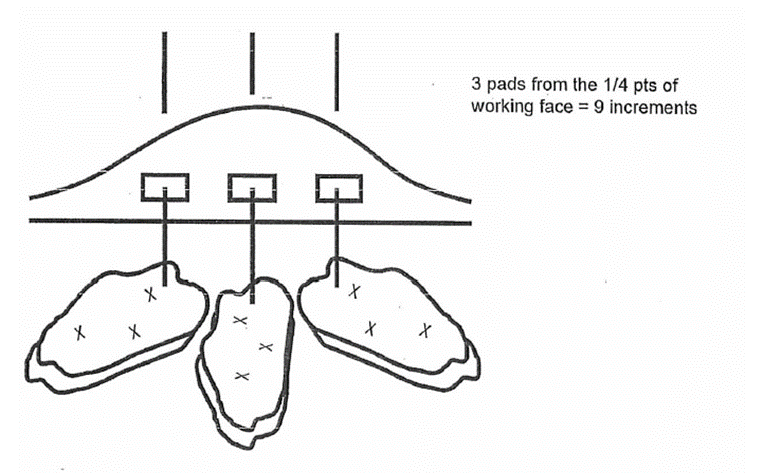 3 pads from the 1/4 pts of
working face = 9 increments